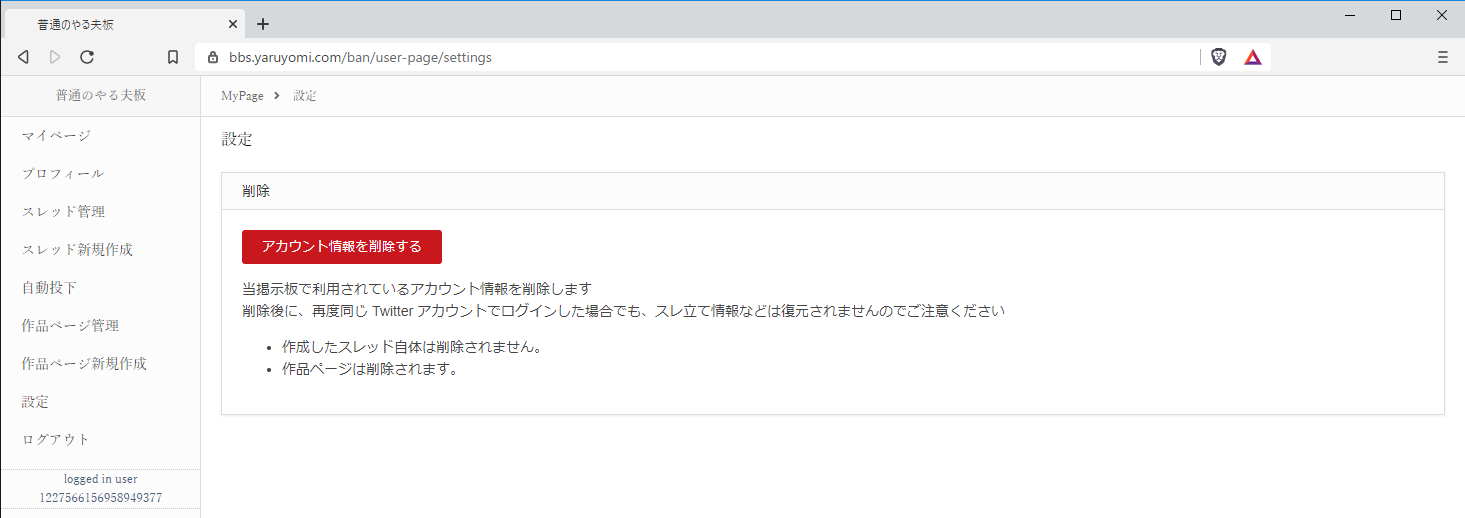 普通のやる夫板
bbs.yaruyomi.com/ban/user-page/settings
普通のやる夫板
MyPage
設定
マイページ
プロフィール
スレッド管理
スレッド新規作成
自動投下
作品ページ管理
作品ページ新規作成
設定
ログアウト
logged in user
1227566156958949377
設定
削除
アカウント情報を削除する
当掲示板で利用されているアカウント情報を削除します
削除後に、再度同じ Twitter アカウントでログインした場合でも、スレ立て情報などは復元されませんのでご注意ください
• 作成したスレッド自体は削除されません。
• 作品ページは削除されます。